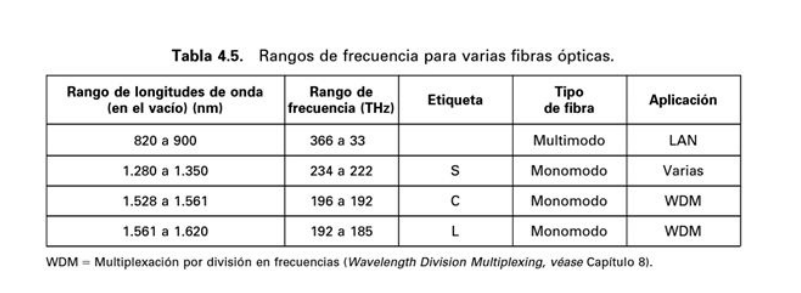 Tabla 4.5. Rangos de frecuencia para varias fibras ópticas.
Rango de longitudes de onda (en el vacío) (nm) Rango de frecuencia (THz) Etiqueta Tipo de fibra Aplicación
820 a 900 366 a 33 Multimodo LAN
1.280 a 1.350 234 a 222 S Monomodo Varias
1.528 a 1.561 196 a 192 C Monomodo WDM
1.561 a 1.620 192 a 185 L Monomodo WDM
WDM = Multiplexación por división en frecuencias (Wavelength Division Multiplexing, véase Capítulo 8).